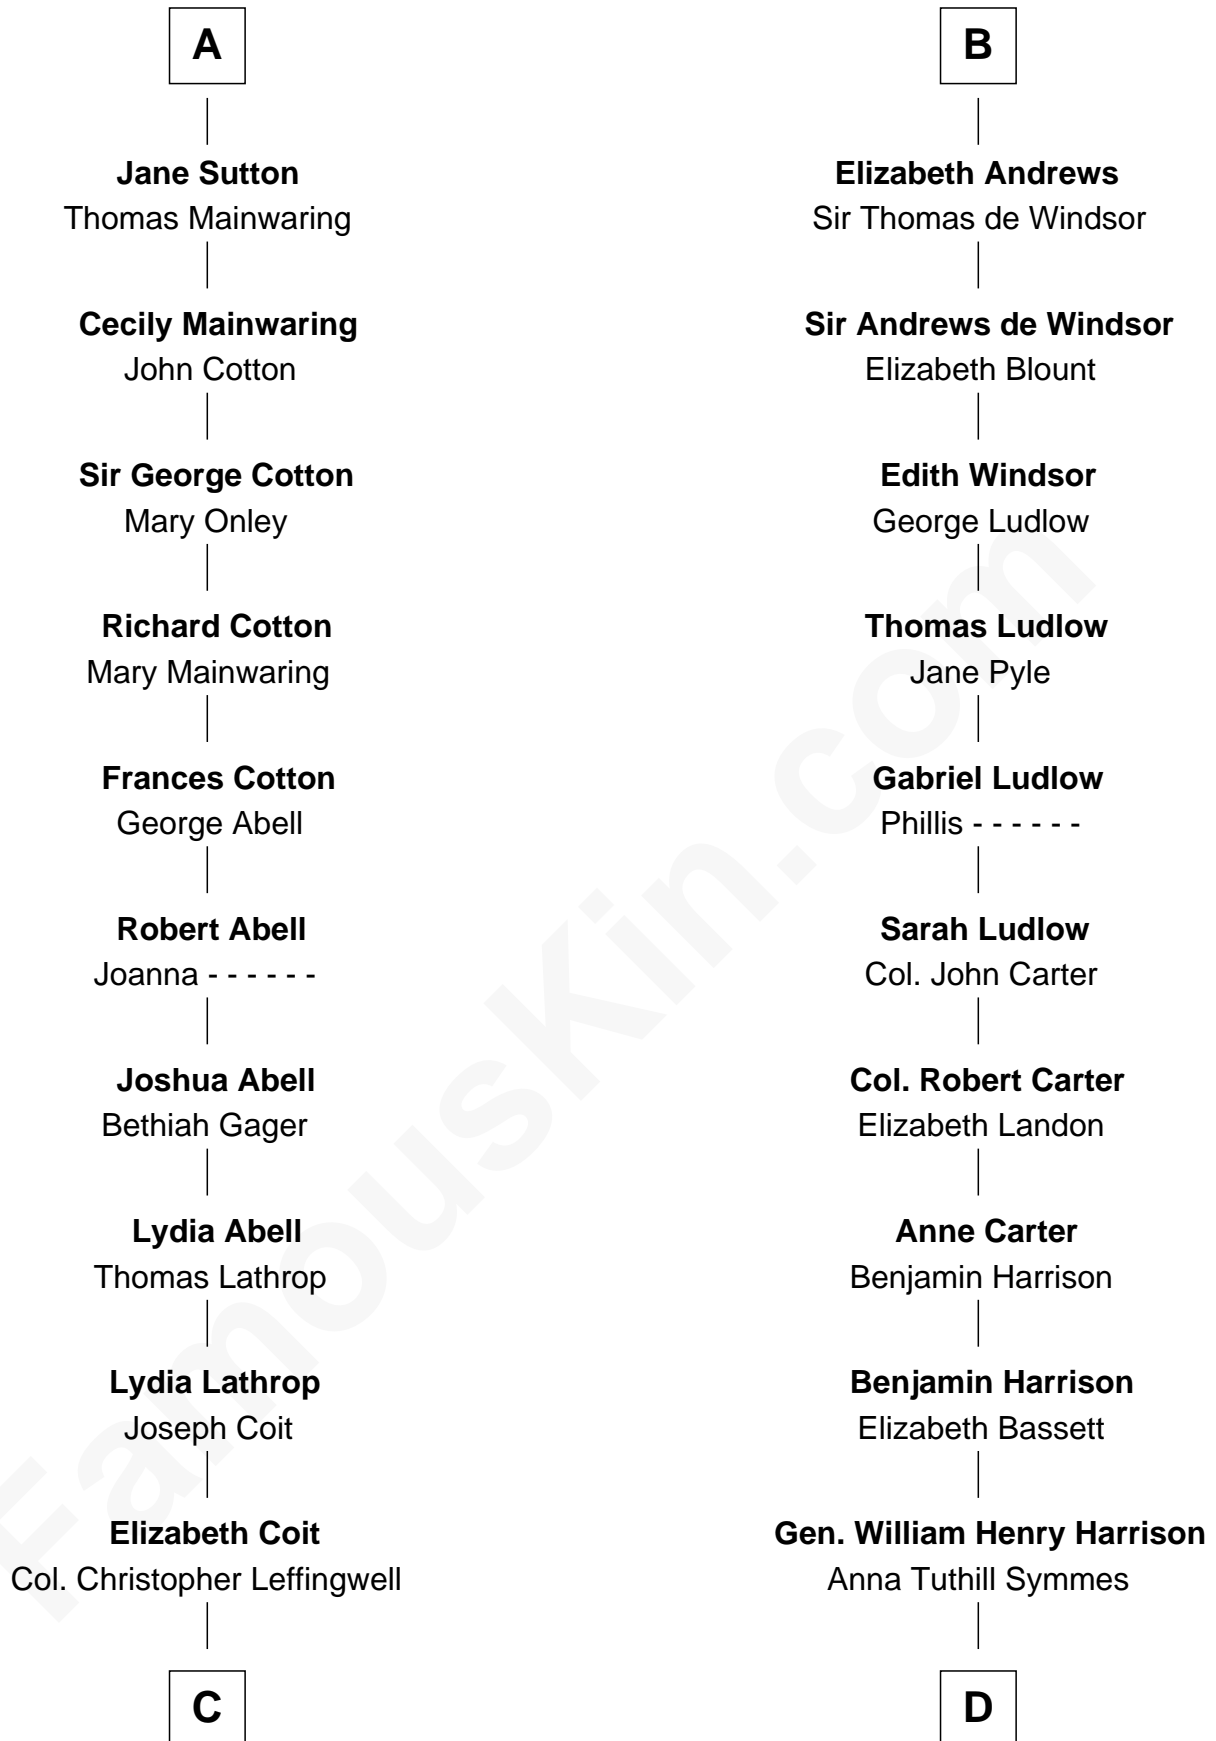 A
Jane Sutton
Thomas Mainwaring
Cecily Mainwaring
John Cotton
Sir George Cotton
Mary Onley
Richard Cotton
Mary Mainwaring
Frances Cotton
George Abell
Robert Abell
Joanna - - - - - -
Joshua Abell
Bethiah Gager
Lydia Abell
Thomas Lathrop
Lydia Lathrop
Joseph Coit
Elizabeth Coit
Col. Christopher Leffingwell
C
B
Elizabeth Andrews
Sir Thomas de Windsor
Sir Andrews de Windsor
Elizabeth Blount
Edith Windsor
George Ludlow
Thomas Ludlow
Jane Pyle
Gabriel Ludlow
Phillis - - - - - -
Sarah Ludlow
Col. John Carter
Col. Robert Carter
Elizabeth Landon
Anne Carter
Benjamin Harrison
Benjamin Harrison
Elizabeth Bassett
Gen. William Henry Harrison
Anna Tuthill Symmes
D
FamousKin.com